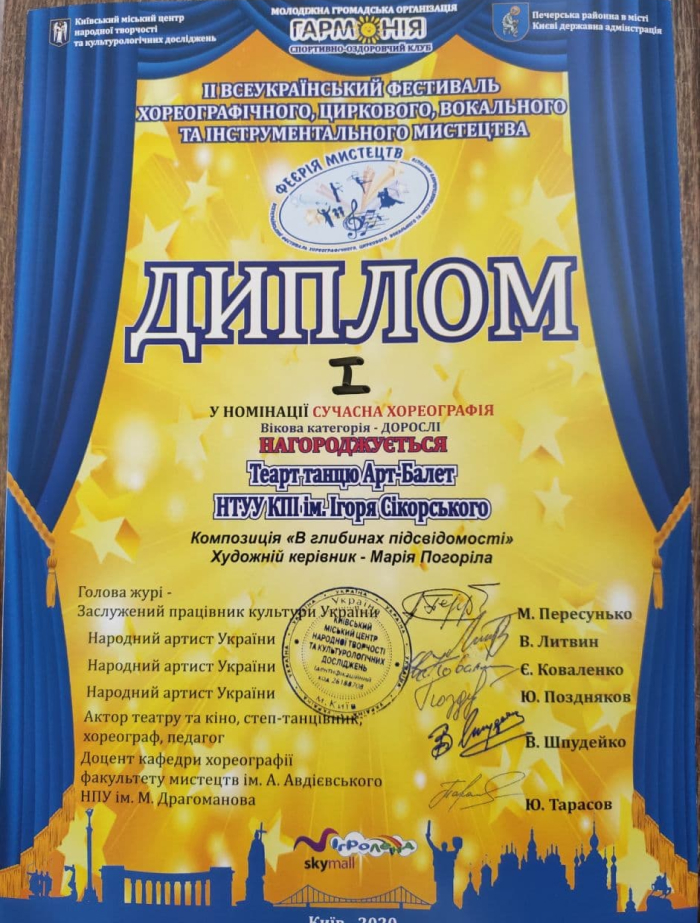 Київський міський центр
народної творчості
та культурологічних досліджень
МОЛОДІЖНА ГРОМАДСЬКА ОРГАНІЗАЦІЯ
ГАРМОНІЯ
СПОРТИВНО-ОЗДОРОВЧИЙ КЛУБ
Печерська районна в місті
Києві державна адмінстрація
ІІ ВСЕУКРАЇНСЬКИЙ ФЕСТИВАЛЬ
ХОРЕОГРАФІЧНОГО, ЦИРКОВОГО, ВОКАЛЬНОГО
ТА ІНСТРУМЕНТАЛЬНОГО МИСТЕЦТВА
ФЕЄРІЯ МИСТЕЦТВ
ДИПЛОМ
I
У НОМІНАЦІЇ СУЧАСНА ХОРЕОГРАФІЯ
Вікова категорія - ДОРОСЛІ
НАГОРОДЖУЄТЬСЯ
Теарт танцю Арт-Балет
НТУУ КПІ ім. Ігоря Сікорського
Композиція «В глибинах підсвідомості»
Художній керівник - Марія Погоріла
Голова журі -
Заслужений працівник культури України
М. Пересунько
Народний артист України
В. Литвин
Народний артист України
Є. Коваленко
Народний артист України
Ю. Поздняков
Актор театру та кіно, степ-танцівник,
хореограф, педагог
В. Шпудейко
Доцент кафедри хореографії
факультету мистецтв ім. А. Авдієвського
НПУ ім. М. Драгоманова
Ю. Тарасов
Україна
КИЇВСЬКИЙ
МІСЬКИЙ ЦЕНТР
НАРОДНОЇ ТВОРЧОСТІ
ТА КУЛЬТУРОЛОГІЧНИХ
ДОСЛІДЖЕНЬ
м. Київ
Ігролендa
skymall
Київ - 2020